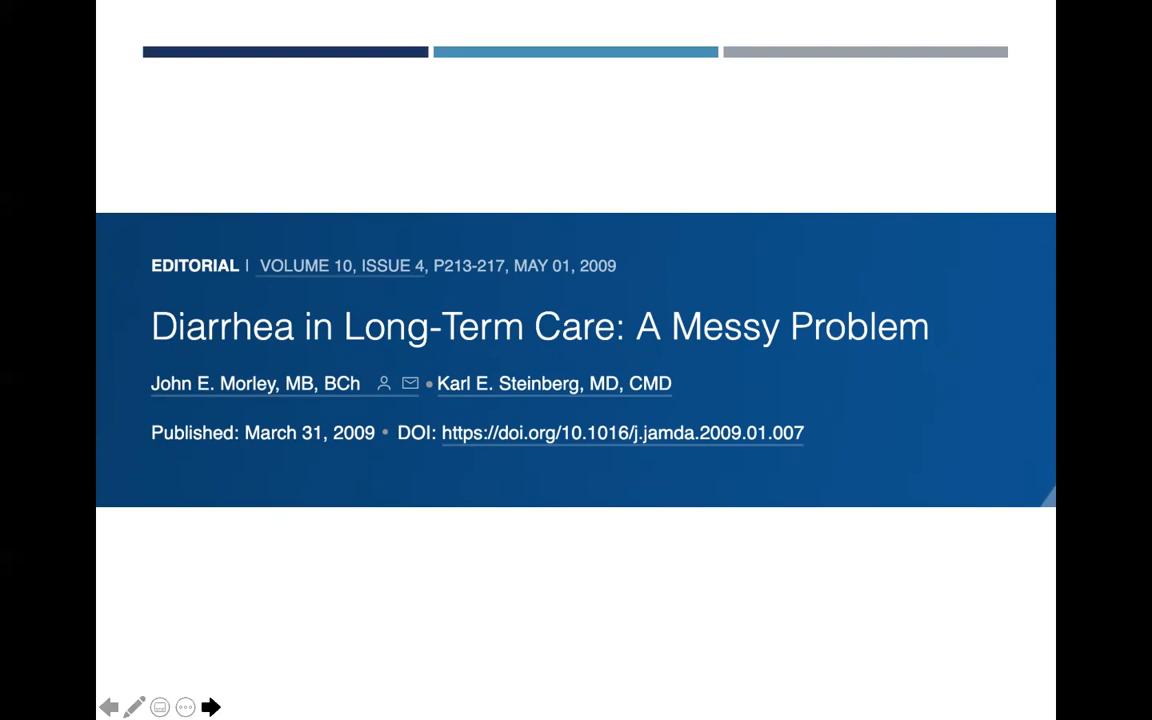 EDITORIAL | VOLUME 10, ISSUE 4, P213-217, MAY 01, 2009
Diarrhea in Long-Term Care: A Messy Problem
John E. Morley, MB, BCh • Karl E. Steinberg, MD, CMD
Published: March 31, 2009 • DOI: https://doi.org/10.1016/j.jamda.2009.01.007